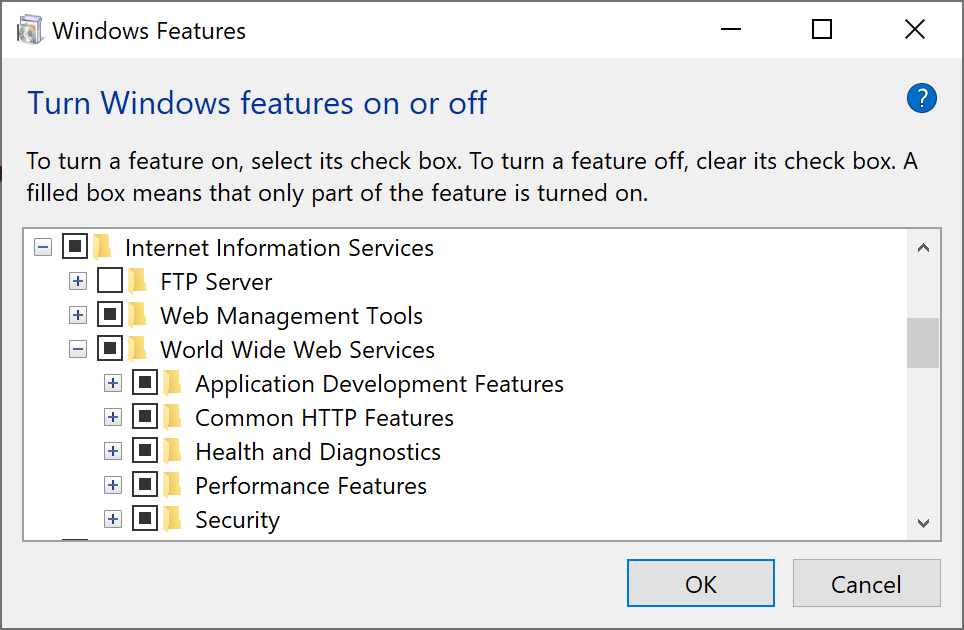 Windows Features
Turn Windows features on or off
?
To turn a feature on, select its check box. To turn a feature off, clear its check box. A
filled box means that only part of the feature is turned on.
Internet Information Services
FTP Server
Web Management Tools
World Wide Web Services
Application Development Features
Common HTTP Features
Health and Diagnostics
Performance Features
Security
OK
Cancel